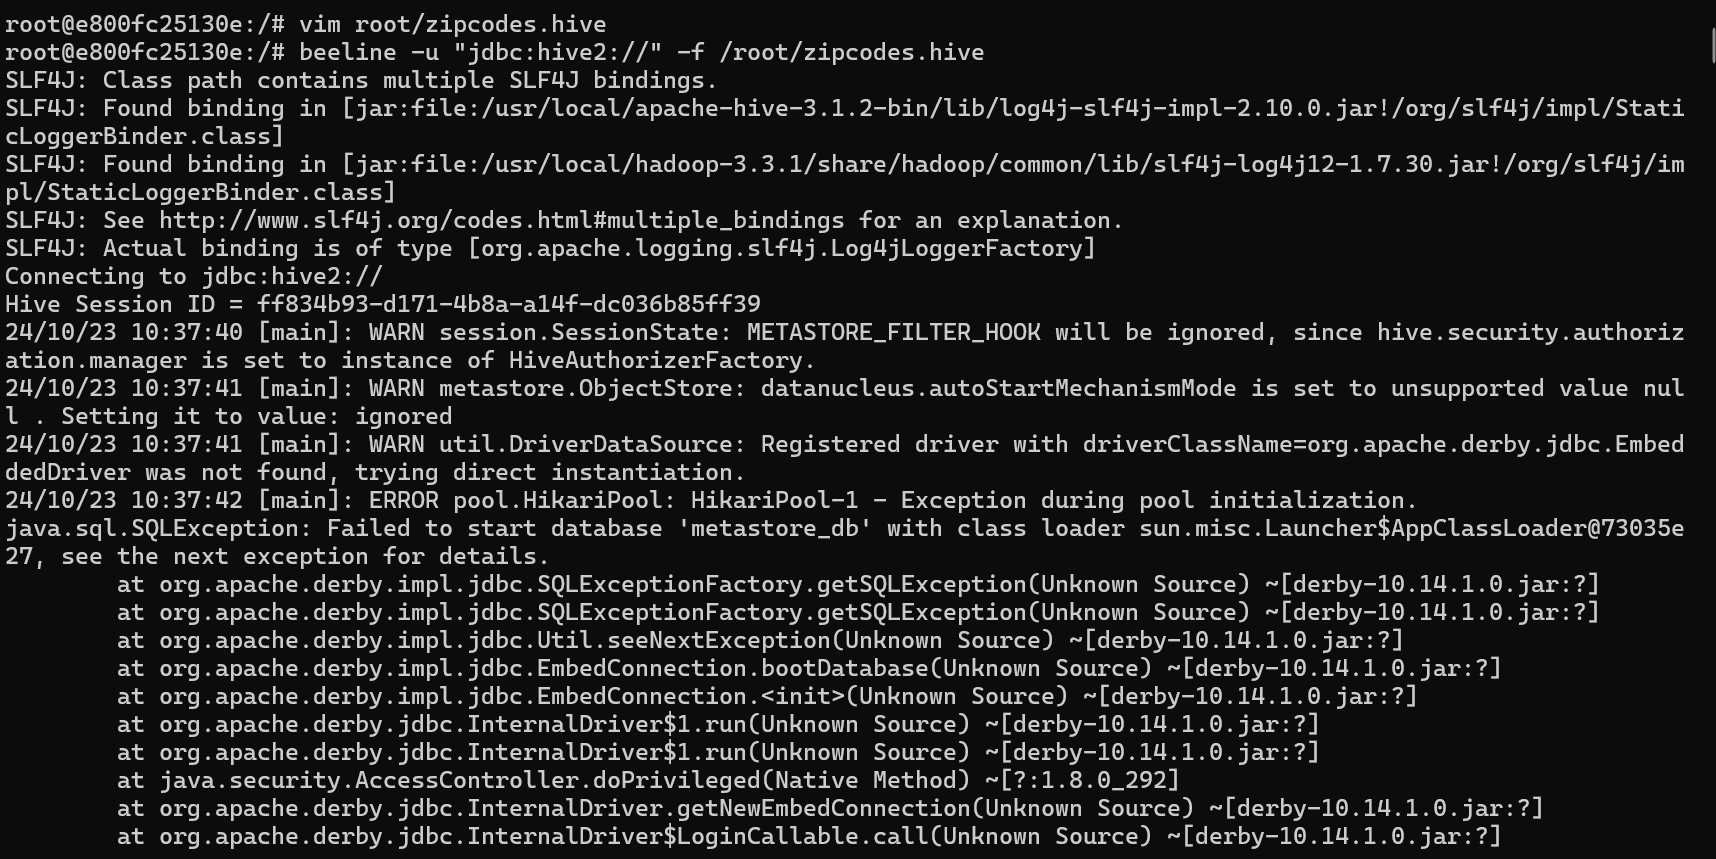 root@e800fc25130e:/# vim root/zipcodes.hive
root@e800fc25130e:/# beeline -u "jdbc:hive2://" -f /root/zipcodes.hive
SLF4J: Class path contains multiple SLF4J bindings.
SLF4J: Found binding in [jar:file:/usr/local/apache-hive-3.1.2-bin/lib/log4j-slf4j-impl-2.10.0.jar!/org/slf4j/impl/Stati
cLoggerBinder.class]
SLF4J: Found binding in [jar:file:/usr/local/hadoop-3.3.1/share/hadoop/common/lib/slf4j-log4j12-1.7.30.jar!/org/slf4j/im
pl/StaticLoggerBinder.class]
SLF4J: See http://www.slf4j.org/codes.html#multiple_bindings for an explanation.
SLF4J: Actual binding is of type [org.apache.logging.slf4j.Log4jLoggerFactory]
Connecting to jdbc:hive2://
Hive Session ID = ff834b93-d171-4b8a-a14f-dc036b85ff39
24/10/23 10:37:40 [main]: WARN session.SessionState: METASTORE_FILTER_HOOK will be ignored, since hive.security.authoriz
ation.manager is set to instance of HiveAuthorizerFactory.
24/10/23 10:37:41 [main]: WARN metastore.ObjectStore: datanucleus.autoStartMechanismMode is set to unsupported value nul
l . Setting it to value: ignored
24/10/23 10:37:41 [main]: WARN util.DriverDataSource: Registered driver with driverClassName=org.apache.derby.jdbc.Embed
dedDriver was not found, trying direct instantiation.
24/10/23 10:37:42 [main]: ERROR pool.HikariPool: HikariPool-1 - Exception during pool initialization.
java.sql.SQLException: Failed to start database 'metastore_db' with class loader sun.misc.Launcher$AppClassLoader@73035e
27, see the next exception for details.
        at org.apache.derby.impl.jdbc.SQLExceptionFactory.getSQLException(Unknown Source) ~[derby-10.14.1.0.jar:?]
        at org.apache.derby.impl.jdbc.SQLExceptionFactory.getSQLException(Unknown Source) ~[derby-10.14.1.0.jar:?]
        at org.apache.derby.impl.jdbc.Util.seeNextException(Unknown Source) ~[derby-10.14.1.0.jar:?]
        at org.apache.derby.impl.jdbc.EmbedConnection.bootDatabase(Unknown Source) ~[derby-10.14.1.0.jar:?]
        at org.apache.derby.impl.jdbc.EmbedConnection.<init>(Unknown Source) ~[derby-10.14.1.0.jar:?]
        at org.apache.derby.jdbc.InternalDriver$1.run(Unknown Source) ~[derby-10.14.1.0.jar:?]
        at org.apache.derby.jdbc.InternalDriver$1.run(Unknown Source) ~[derby-10.14.1.0.jar:?]
        at java.security.AccessController.doPrivileged(Native Method) ~[?:1.8.0_292]
        at org.apache.derby.jdbc.InternalDriver.getNewEmbedConnection(Unknown Source) ~[derby-10.14.1.0.jar:?]
        at org.apache.derby.jdbc.InternalDriver$LoginCallable.call(Unknown Source) ~[derby-10.14.1.0.jar:?]